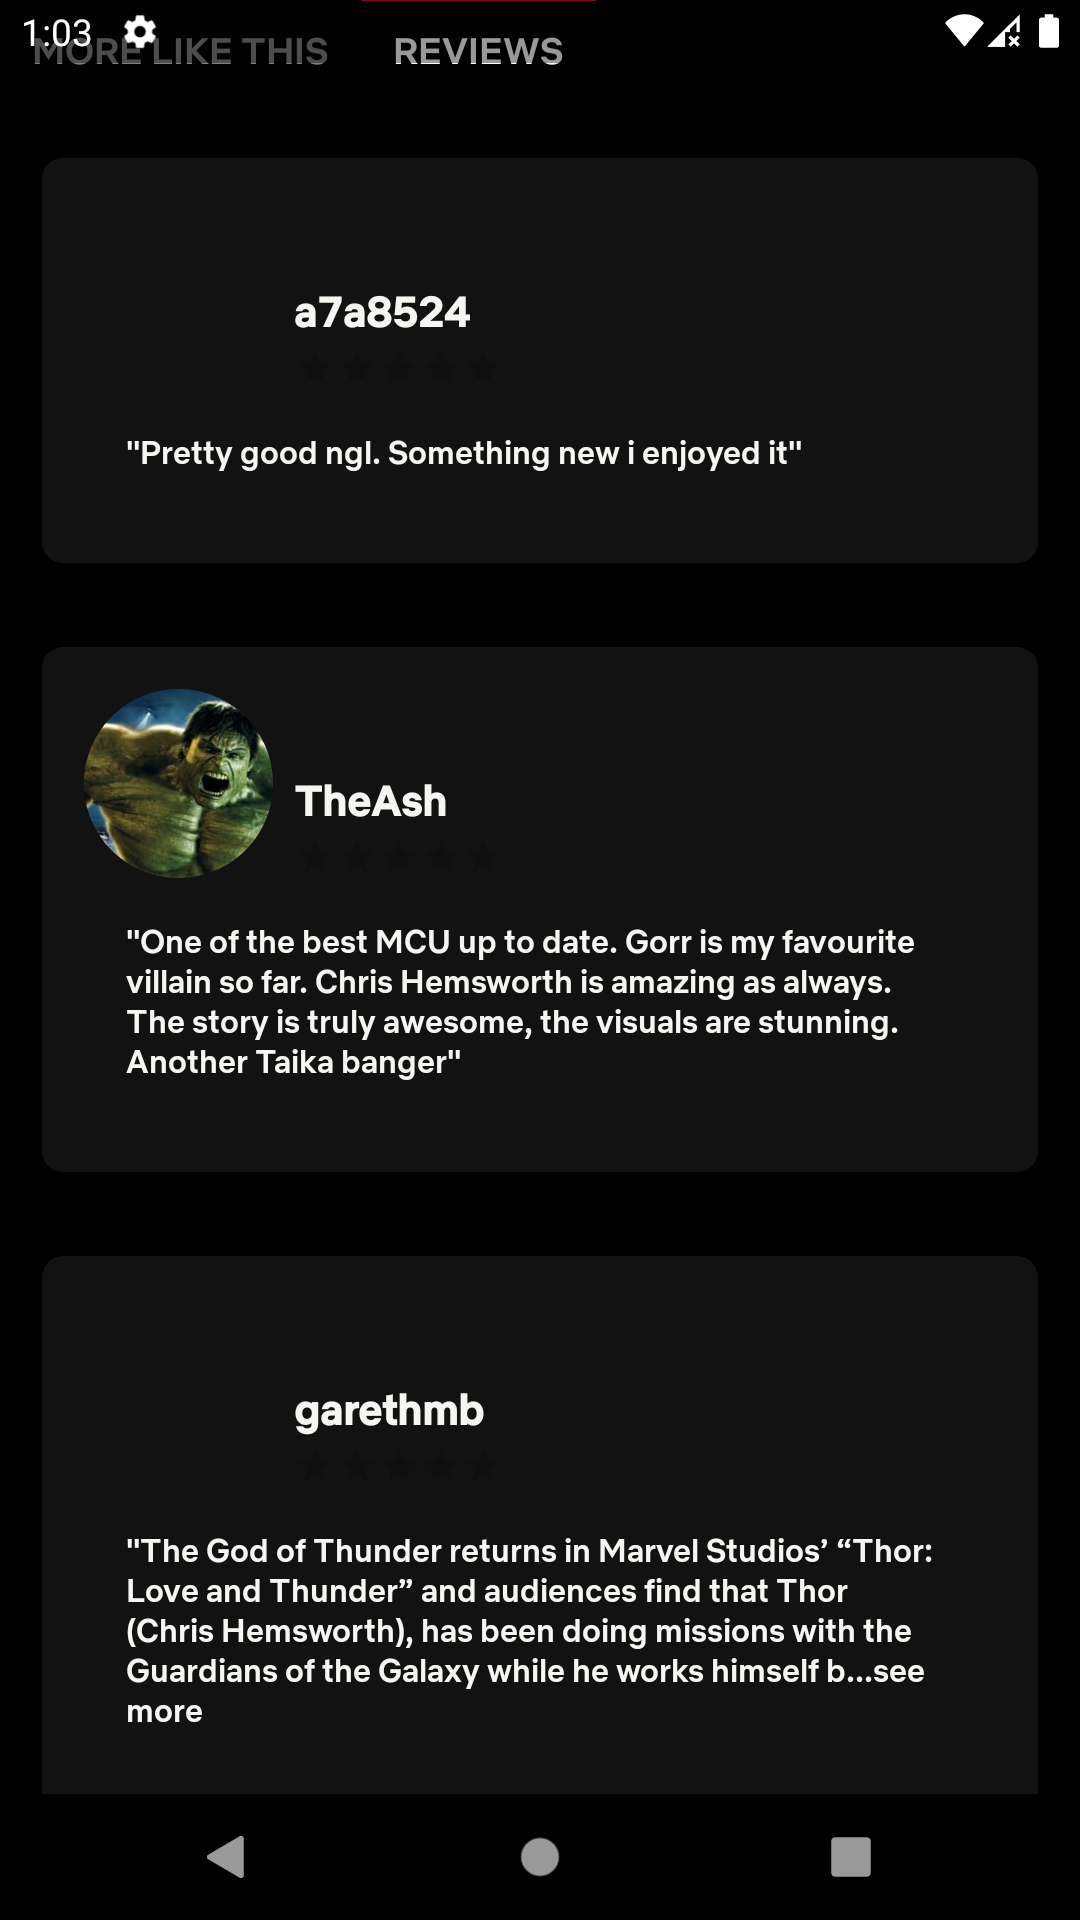 1:03
MORE LIKE THIS REVIEWS
a7a8524
"Pretty good ngl. Something new i enjoyed it"
TheAsh
"One of the best MCU up to date. Gorr is my favourite
villain so far. Chris Hemsworth is amazing as always.
The story is truly awesome, the visuals are stunning.
Another Taika banger"
garethmb
"The God of Thunder returns in Marvel Studios’ “Thor:
Love and Thunder” and audiences find that Thor
(Chris Hemsworth), has been doing missions with the
Guardians of the Galaxy while he works himself b...see
more